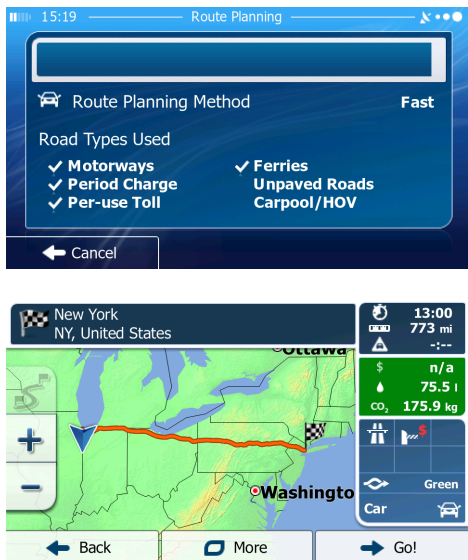 15:19
Route Planning
Route Planning Method
Fast
Road Types Used
Motorways
Ferries
Period Charge
Unpaved Roads
Per-use Toll
Carpool/HOV
Cancel
New York
NY, United States
13:00
773 mi
-:--
$ n/a
75.5 l
CO₂ 175.9 kg
Ottawa
$
S
+
Washingto
−
Green
Car
Back
More
Go!